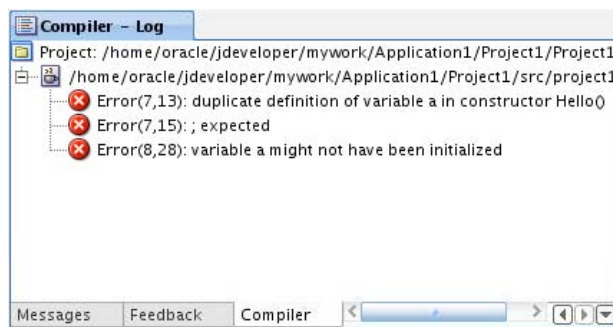 Compiler – Log
Project: /home/oracle/jdeveloper/mywork/Application1/Project1/Project1
/home/oracle/jdeveloper/mywork/Application1/Project1/src/project1
Error(7,13): duplicate definition of variable a in constructor Hello()
Error(7,15): ; expected
Error(8,28): variable a might not have been initialized
Messages Feedback Compiler